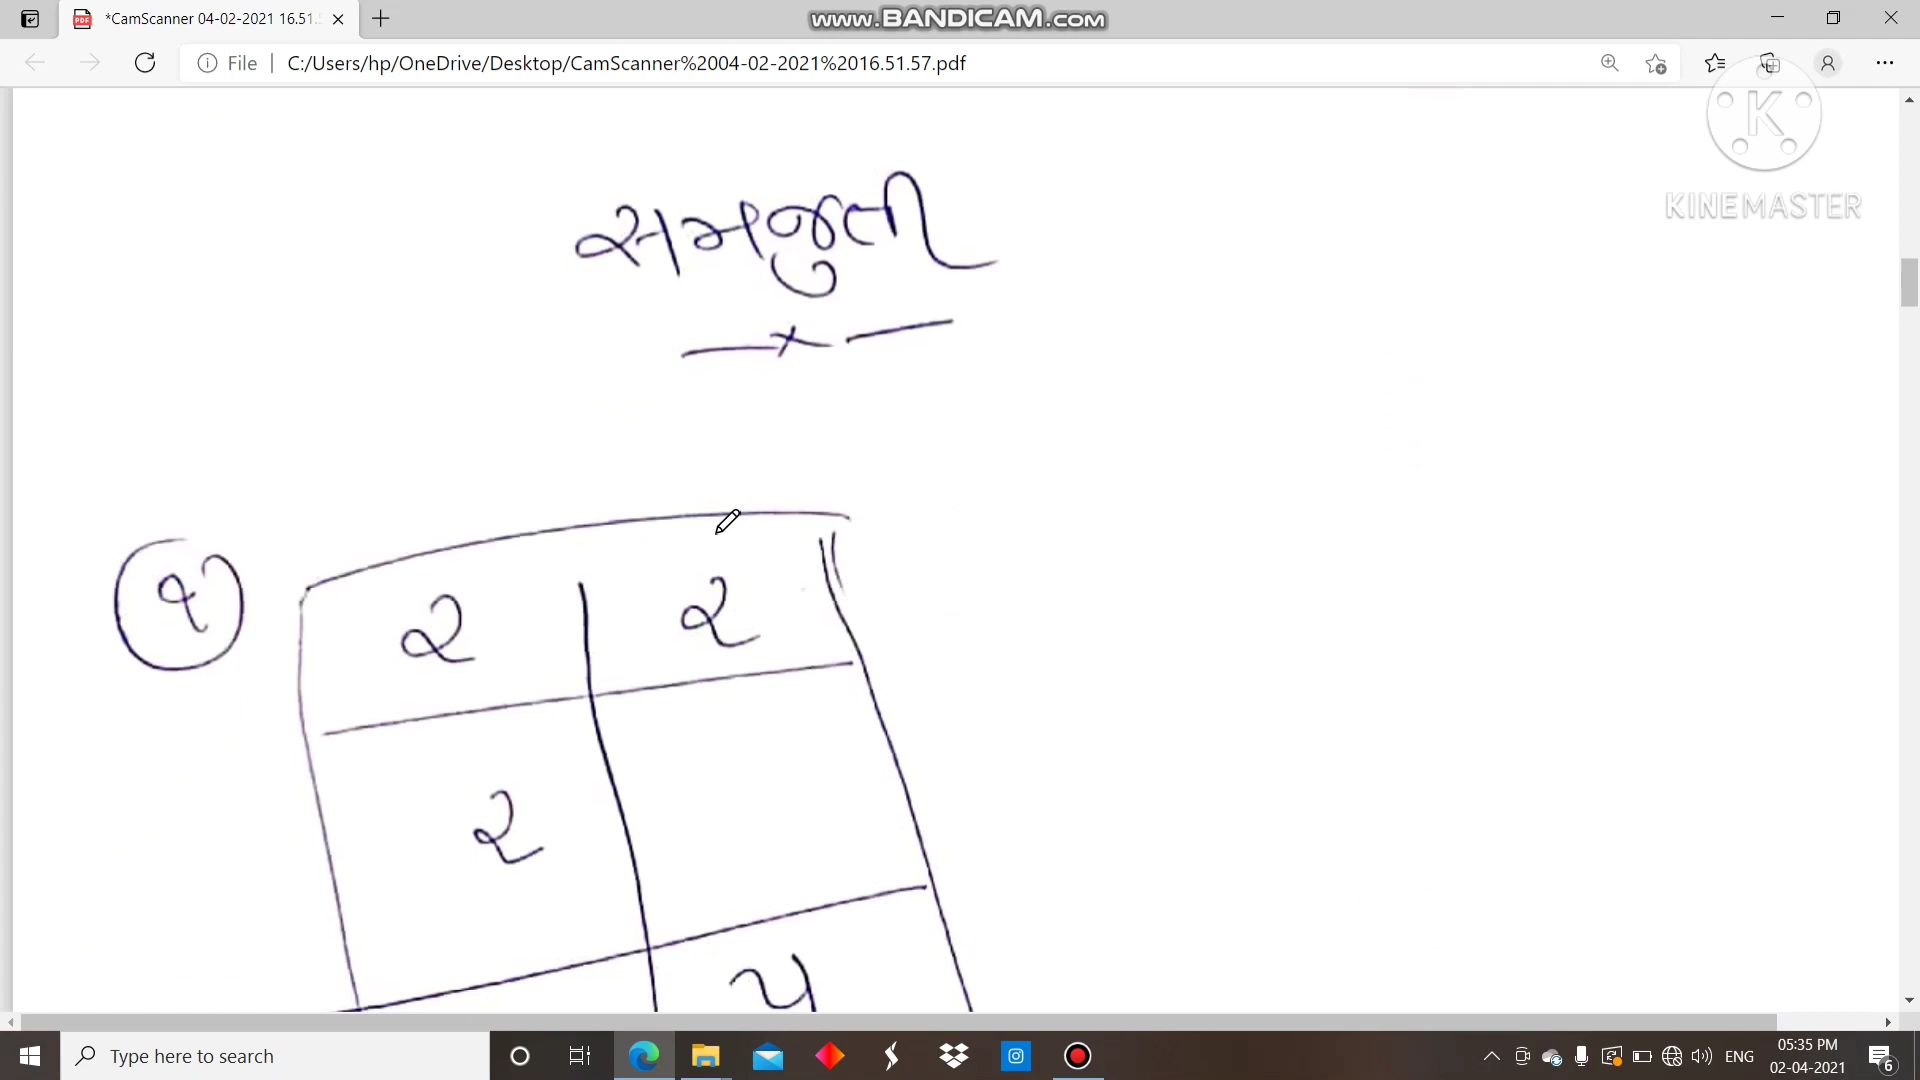 *CamScanner 04-02-2021 16.51.
www.BANDICAM.com
File
C:/Users/hp/OneDrive/Desktop/CamScanner%2004-02-2021%2016.51.57.pdf
KINEMASTER
સમજુતી
૧
૨ ૨
૨
૫
Type here to search
ENG
05:35 PM
02-04-2021
6